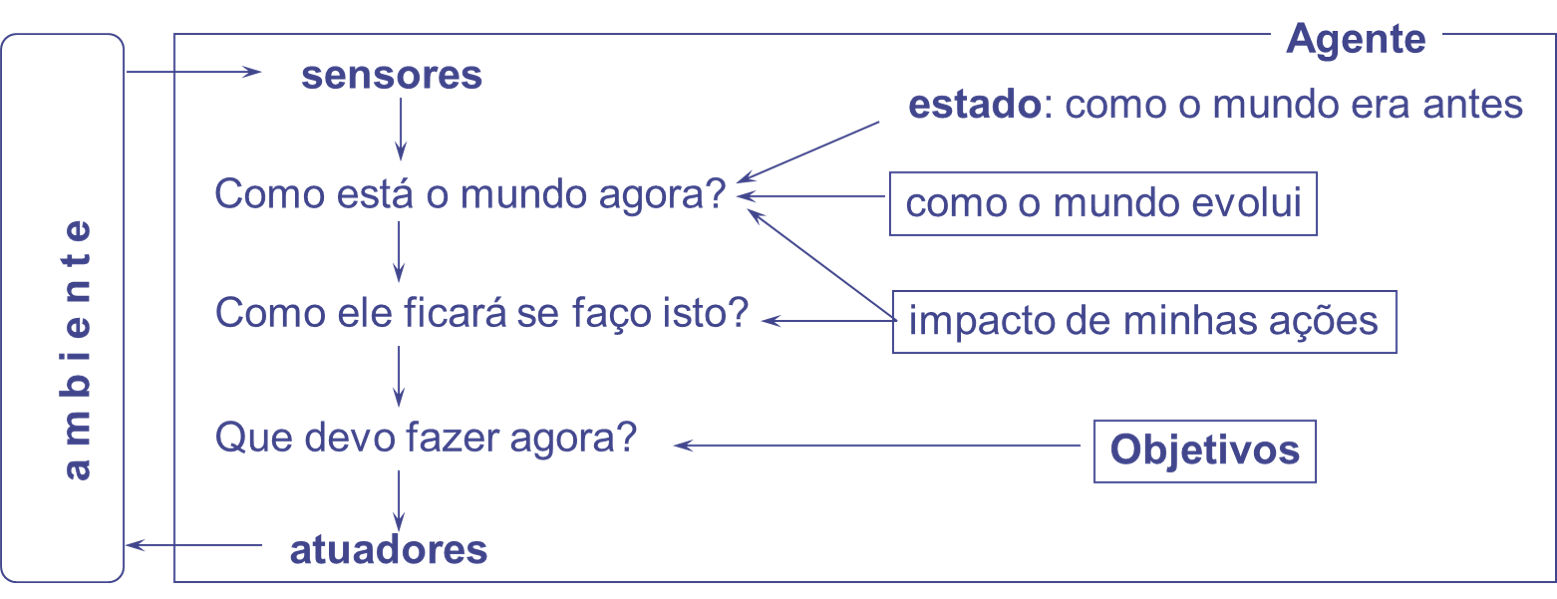 Agente
sensores
estado: como o mundo era antes
Como está o mundo agora?
como o mundo evolui
ambiente
Como ele ficará se faço isto?
impacto de minhas ações
Que devo fazer agora?
Objetivos
atuadores